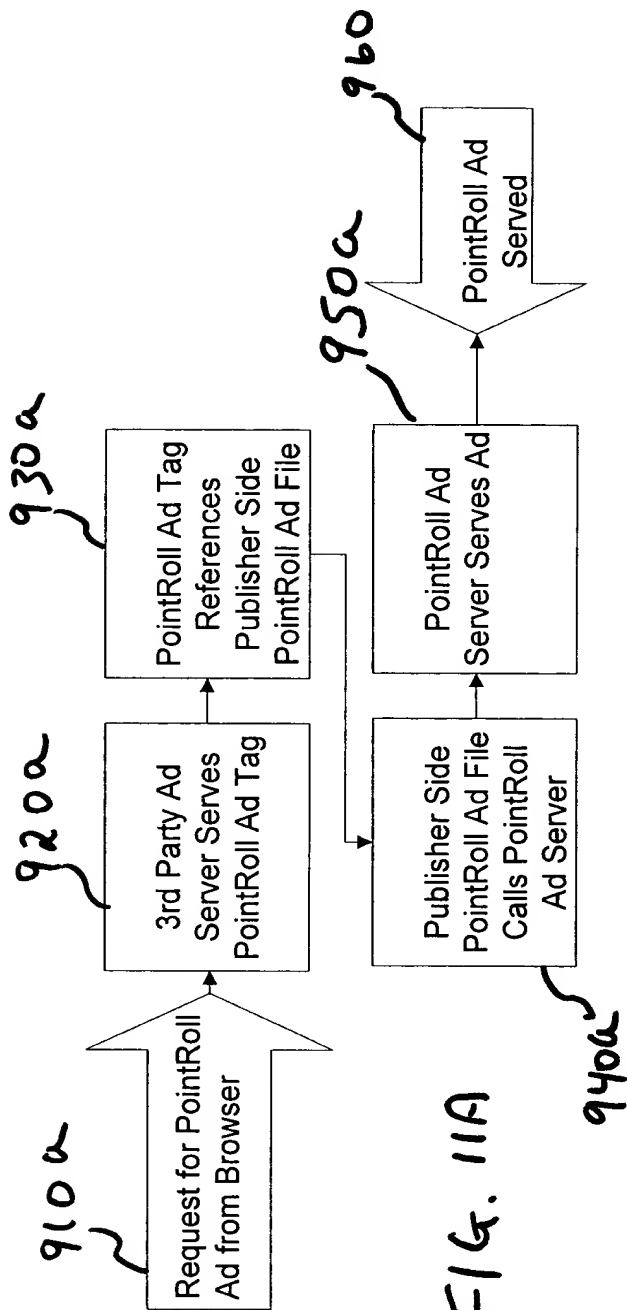 910a
Request for PointRoll
Ad from Browser
920a
3rd Party Ad
Server Serves
PointRoll Ad Tag
930a
PointRoll Ad Tag
References
Publisher Side
PointRoll Ad File
940a
Publisher Side
PointRoll Ad File
Calls PointRoll
Ad Server
950a
PointRoll Ad
Server Serves Ad
960
PointRoll Ad
Served
FIG. 11A